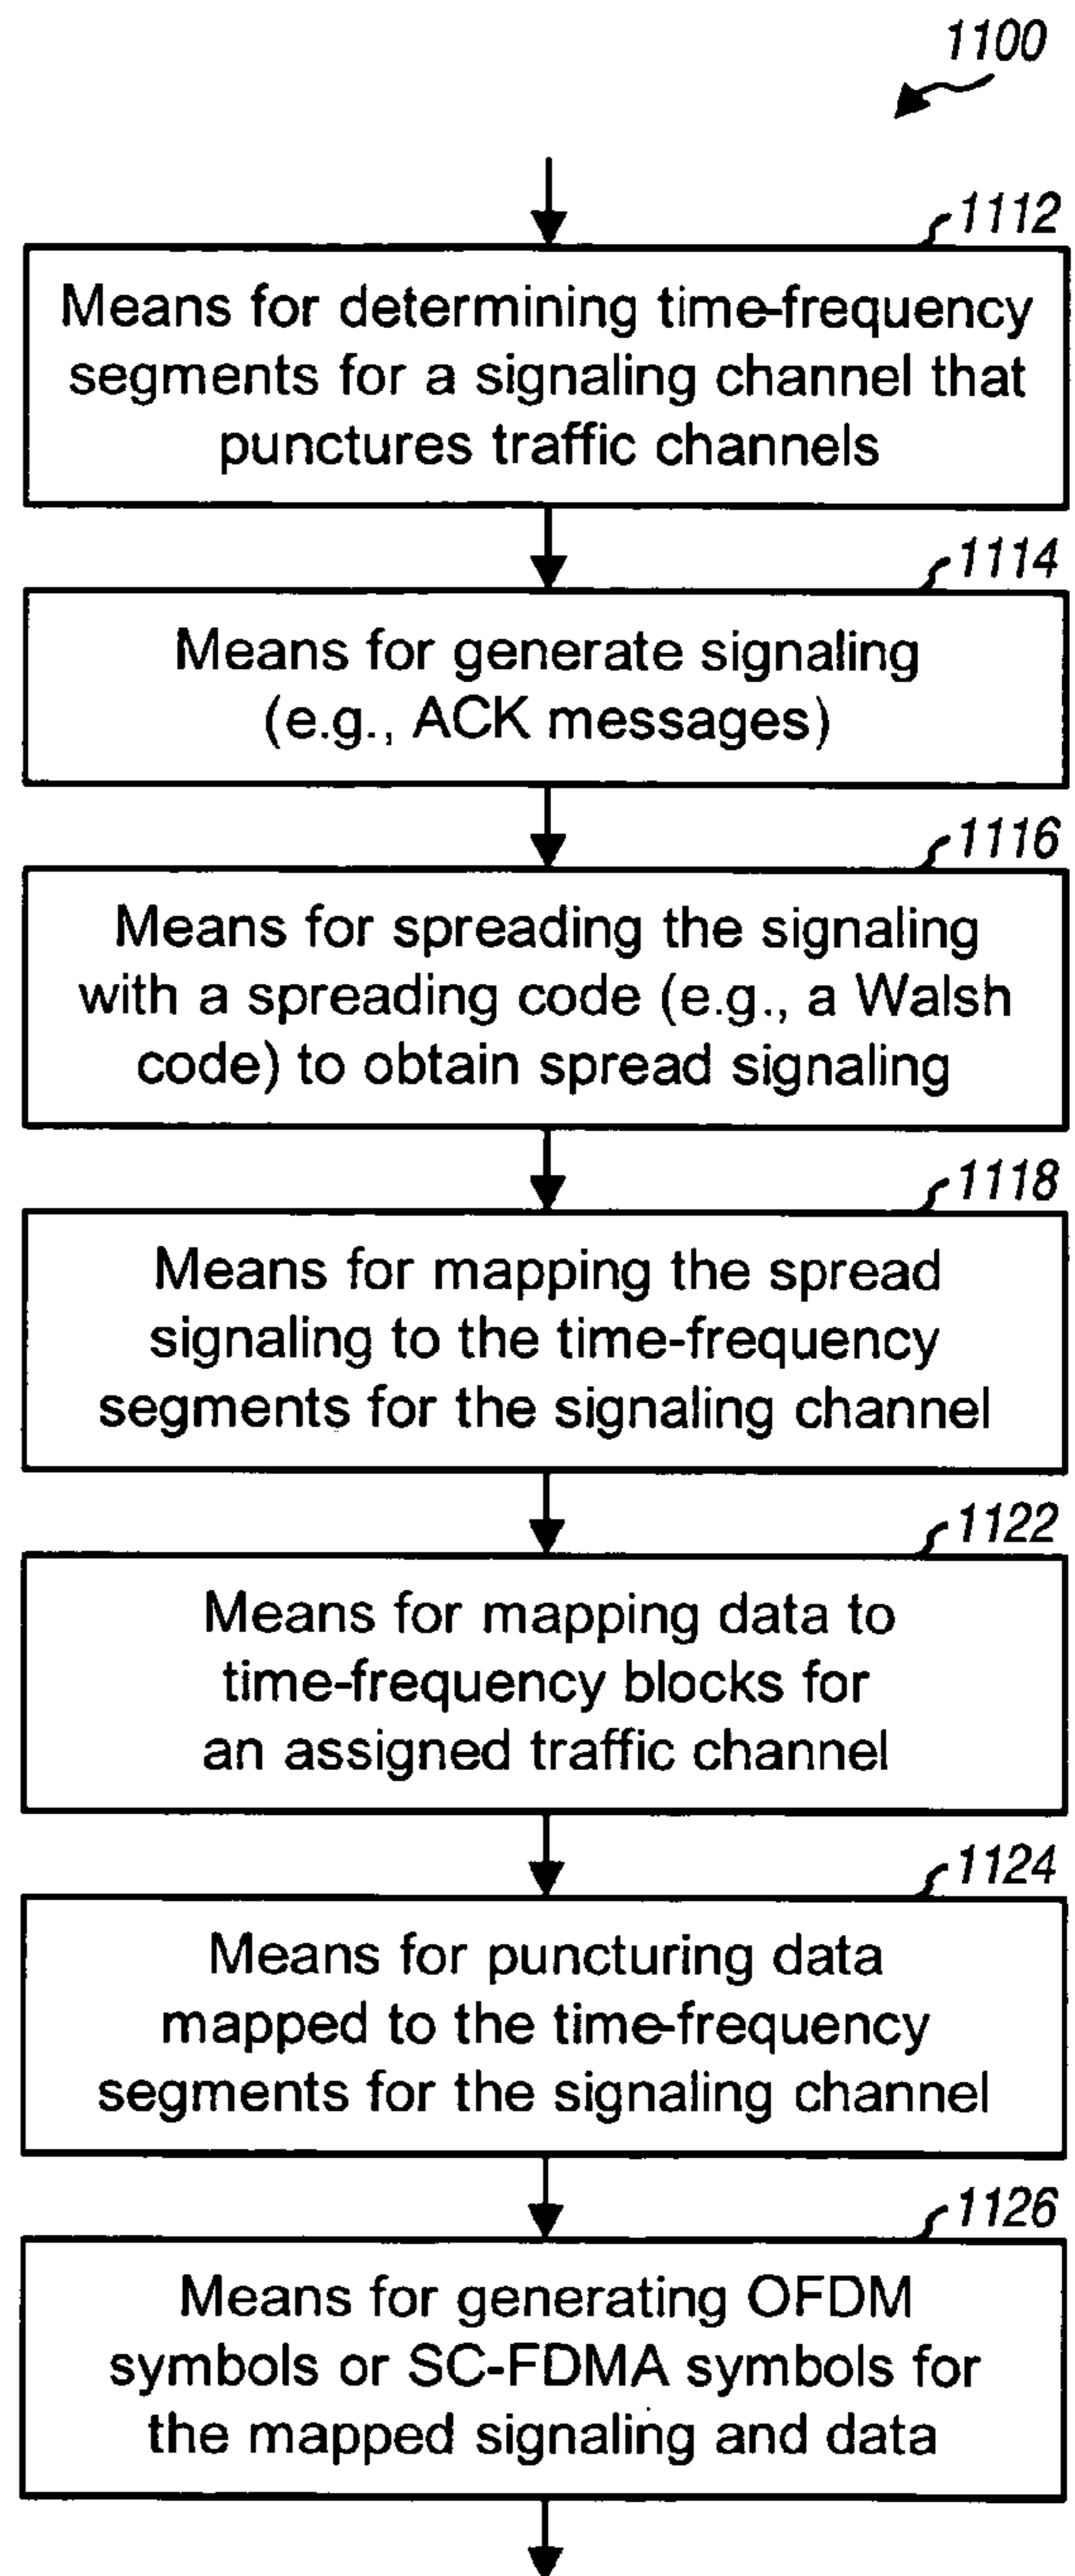 1100
1112
Means for determining time-frequency
segments for a signaling channel that
punctures traffic channels
1114
Means for generate signaling
(e.g., ACK messages)
1116
Means for spreading the signaling
with a spreading code (e.g., a Walsh
code) to obtain spread signaling
1118
Means for mapping the spread
signaling to the time-frequency
segments for the signaling channel
1122
Means for mapping data to
time-frequency blocks for
an assigned traffic channel
1124
Means for puncturing data
mapped to the time-frequency
segments for the signaling channel
1126
Means for generating OFDM
symbols or SC-FDMA symbols for
the mapped signaling and data